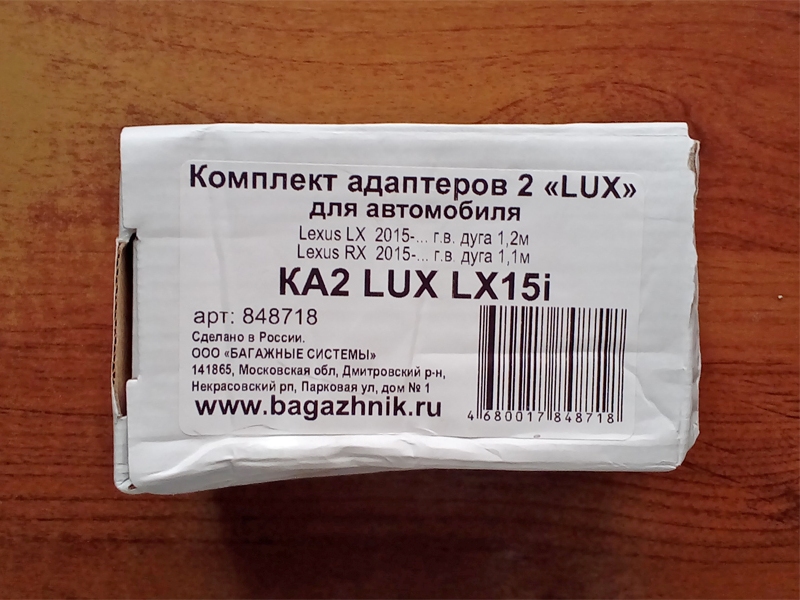 Комплект адаптеров 2 «LUX»
для автомобиля
Lexus LX 2015-... г.в. дуга 1,2м
Lexus RX 2015-... г.в. дуга 1,1м
КА2 LUX LX15i
арт: 848718
Сделано в России.
ООО «БАГАЖНЫЕ СИСТЕМЫ»
141865, Московская обл, Дмитровский р-н,
Некрасовский рп, Парковая ул, дом № 1
www.bagazhnik.ru
4 680017 848718